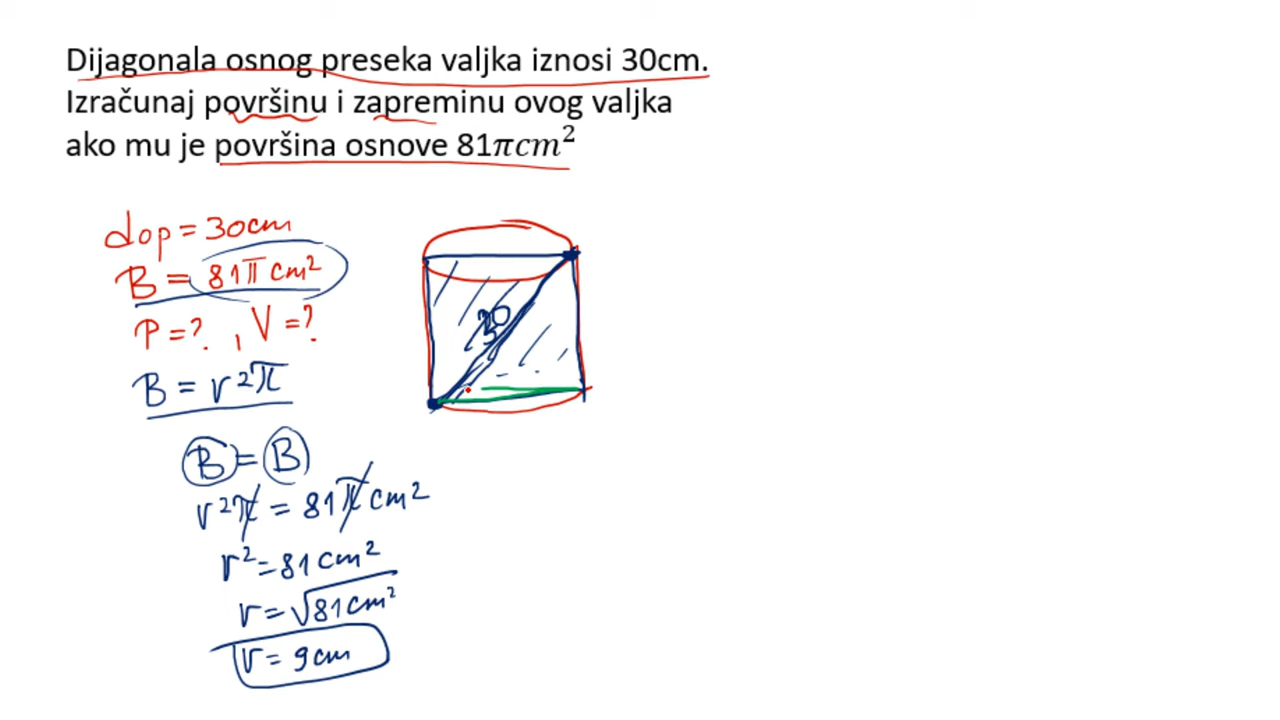 Dijagonala osnog preseka valjka iznosi 30cm.
Izračunaj površinu i zapreminu ovog valjka
ako mu je površina osnove 81𝜋𝑐𝑚²
dop = 30cm
B = 81π cm²
P = ?, V = ?
B = r²π
B = B
r²π = 81π cm²
r² = 81 cm²
r = √81cm²
r = 9cm
30